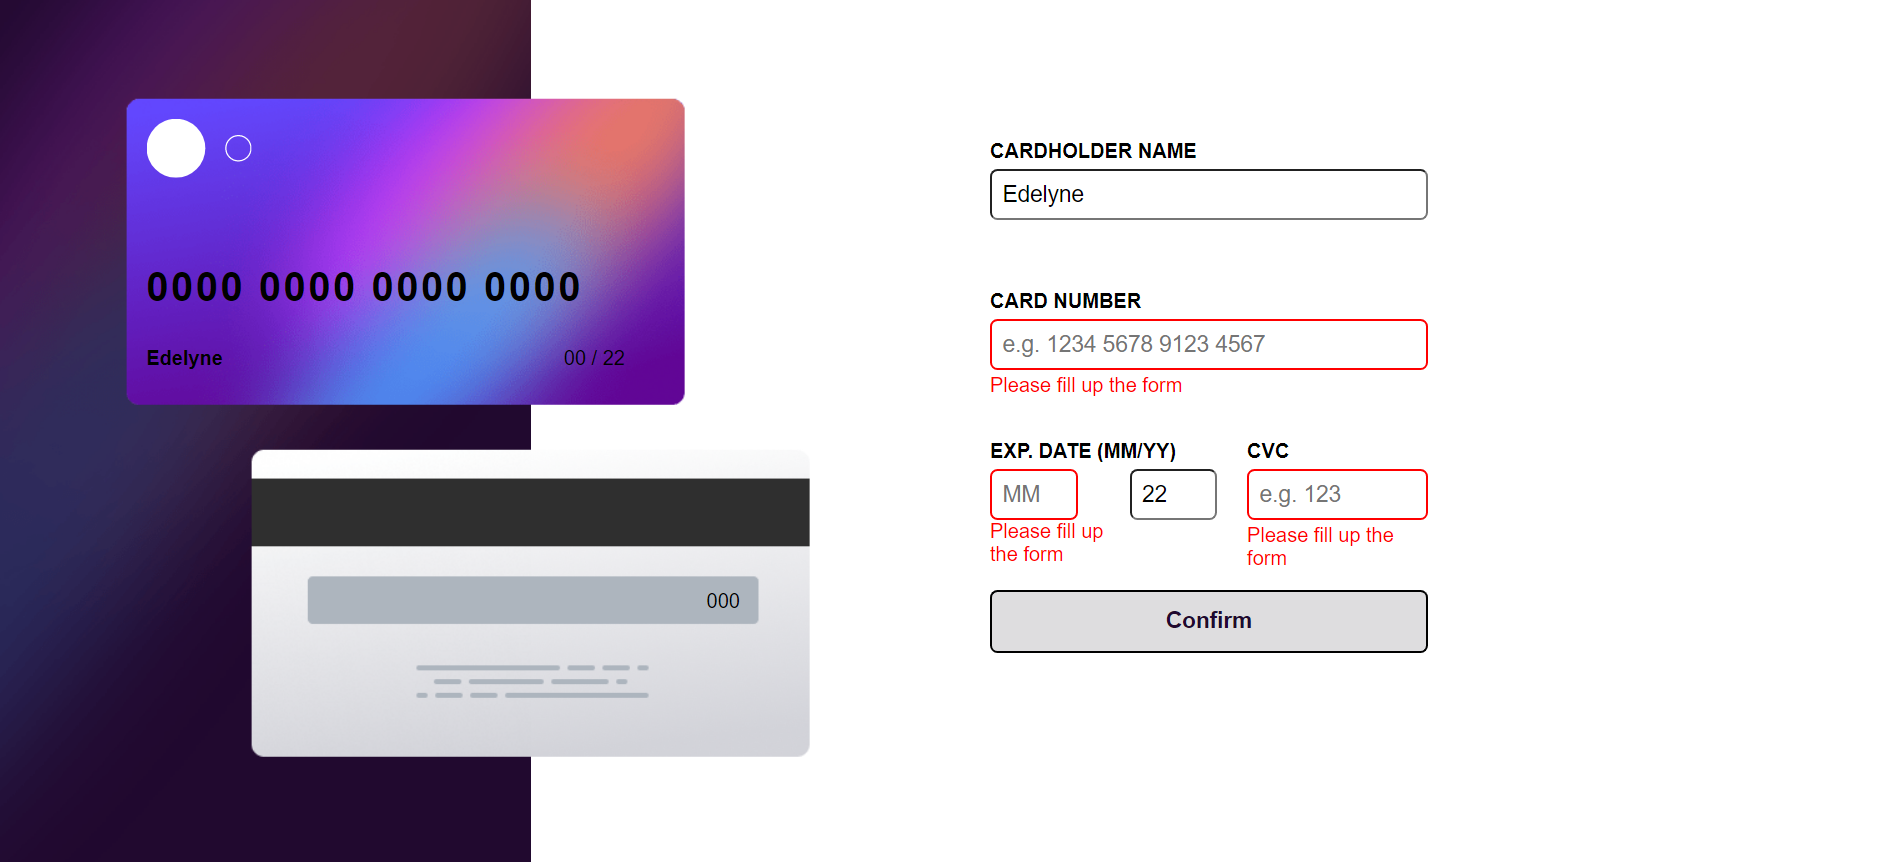 0000 0000 0000 0000
Edelyne 00 / 22
000
CARDHOLDER NAME
Edelyne
CARD NUMBER
e.g. 1234 5678 9123 4567
Please fill up the form
EXP. DATE (MM/YY) CVC
MM 22 e.g. 123
Please fill up Please fill up the
the form form
Confirm